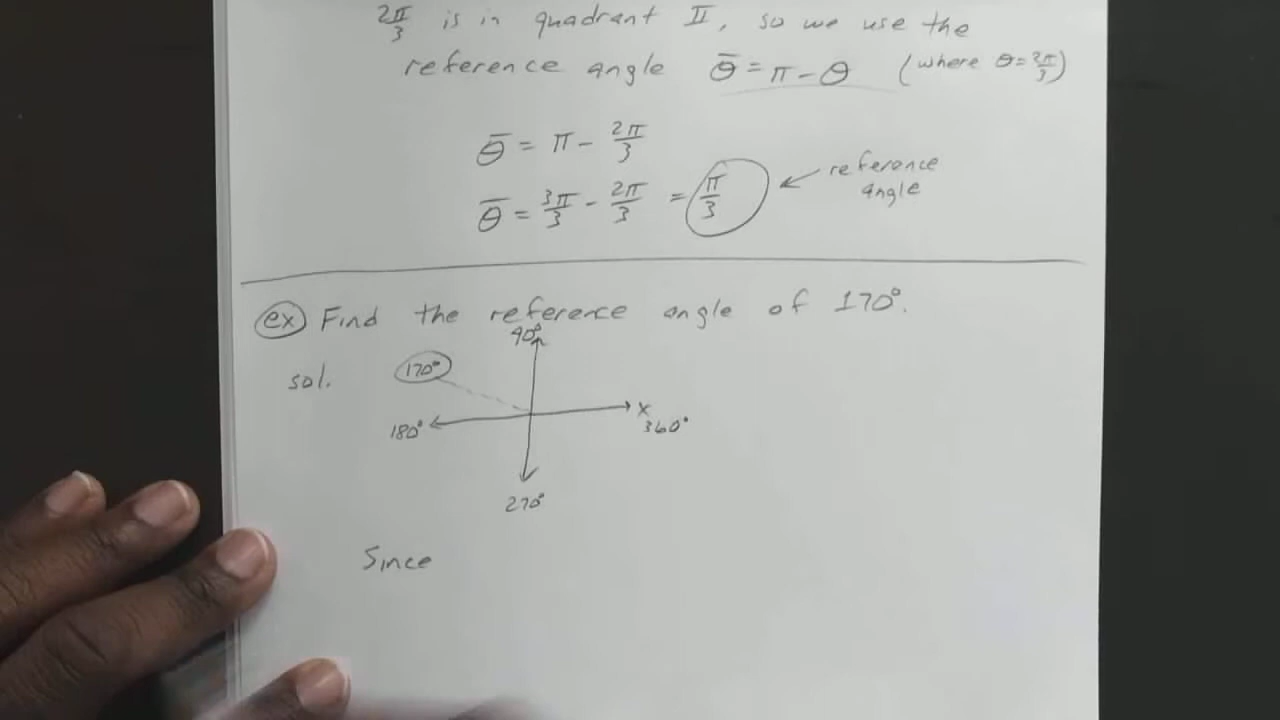 2π/3 is in quadrant II, so we use the
reference angle θ̄ = π - θ (where θ = 2π/3)
θ̄ = π - 2π/3
θ̄ = 3π/3 - 2π/3 = π/3
reference
angle
ex Find the reference angle of 170°.
90°
sol.
170°
x
180°
360°
270°
Since